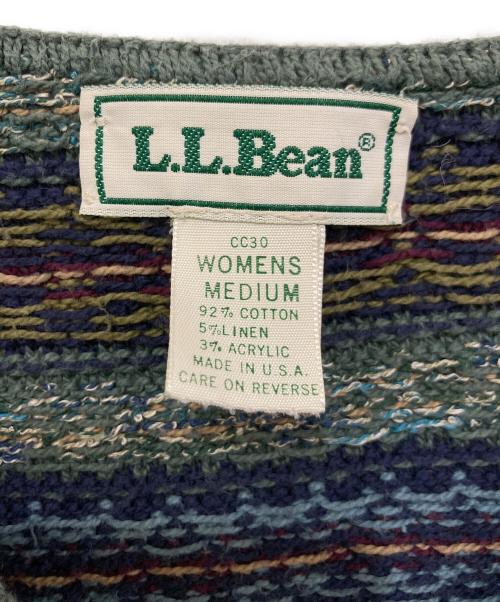 L.L.Bean®
CC30
WOMENS
MEDIUM
92% COTTON
5% LINEN
3% ACRYLIC
MADE IN U.S.A.
CARE ON REVERSE